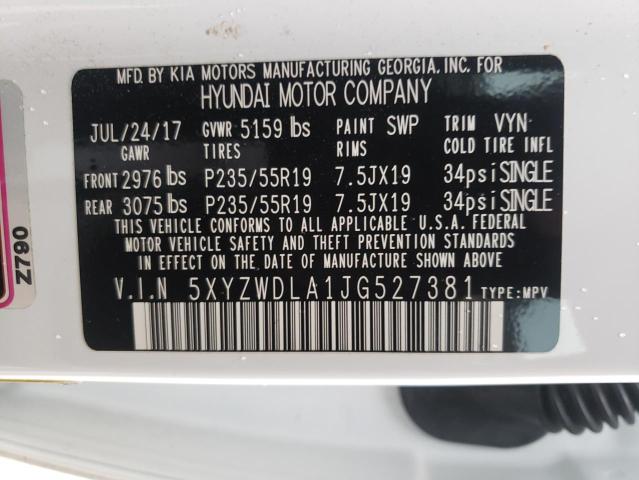 MFD. BY KIA MOTORS MANUFACTURING GEORGIA, INC. FOR
HYUNDAI MOTOR COMPANY
JUL/24/17 GVWR 5159 lbs PAINT SWP TRIM VYN
GAWR TIRES RIMS COLD TIRE INFL
FRONT 2976 lbs P235/55R19 7.5JX19 34psi SINGLE
REAR 3075 lbs P235/55R19 7.5JX19 34psi SINGLE
THIS VEHICLE CONFORMS TO ALL APPLICABLE U.S.A. FEDERAL
MOTOR VEHICLE SAFETY AND THEFT PREVENTION STANDARDS
IN EFFECT ON THE DATE OF MANUFACTURE SHOWN ABOVE
V.I.N 5XYZWDLA1JG527381 TYPE:MPV
Z790